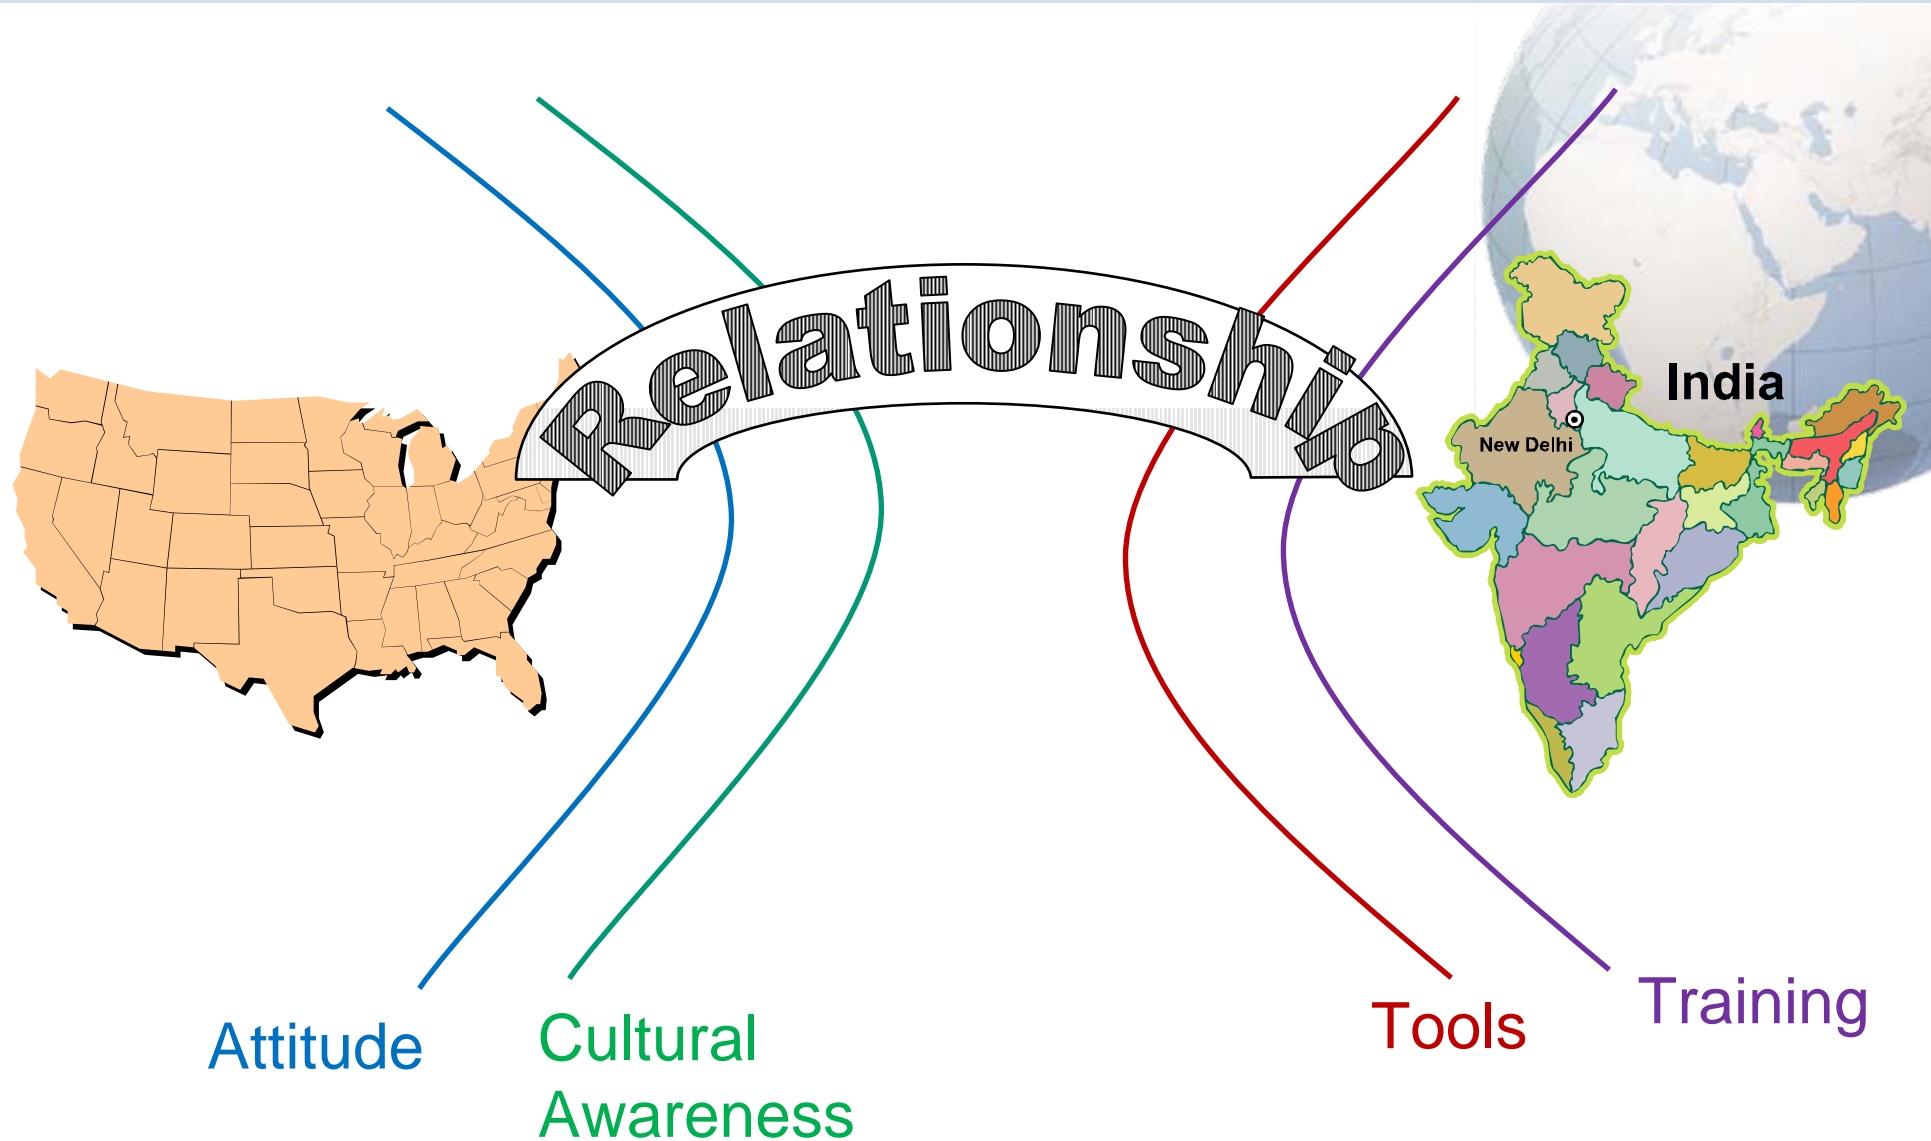 Relationship
India
New Delhi
Attitude
Cultural
Awareness
Tools
Training